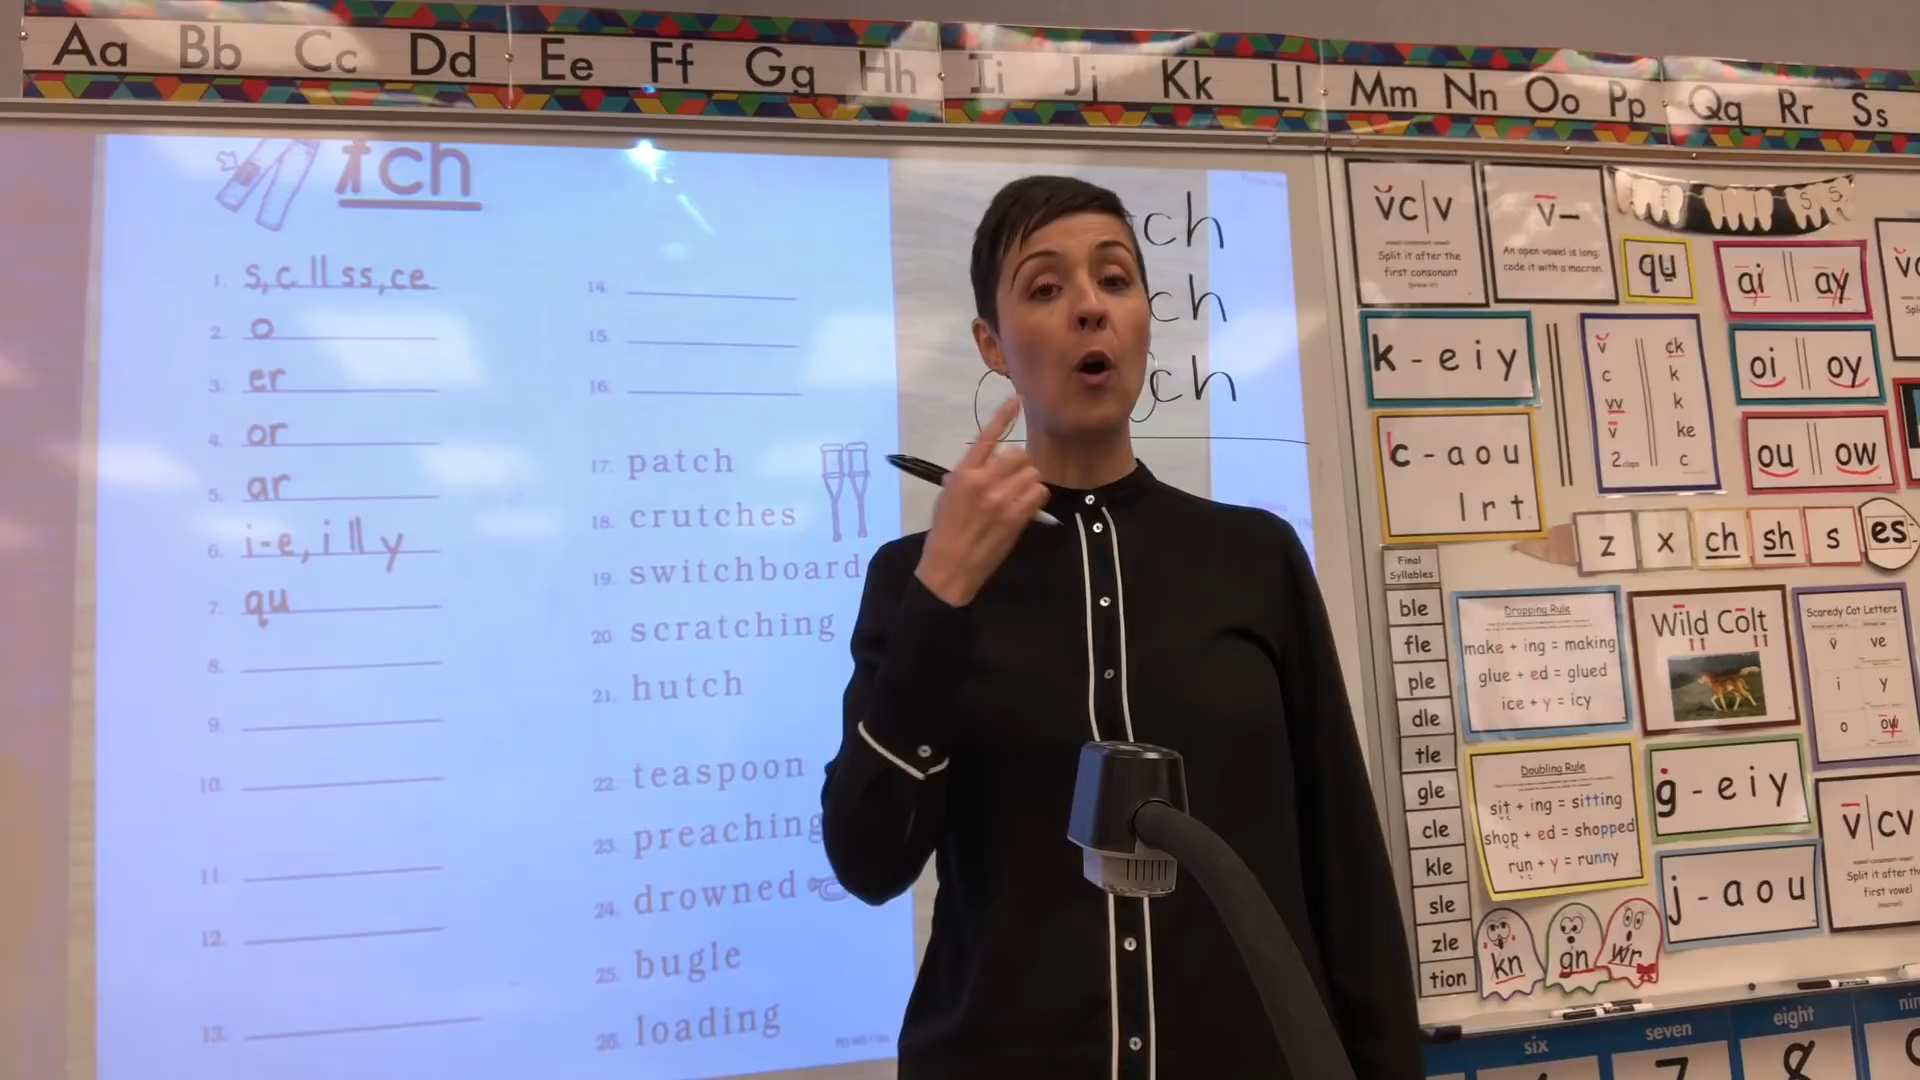 Aa Bb Cc Dd Ee Ff Gg Hh Ii Jj Kk Ll Mm Nn Oo Pp Qq Rr Ss
tch
1. s, c || ss, ce
2. o
3. er
4. or
5. ar
6. i-e, i || y
7. qu
8.
9.
10.
11.
12.
13.
14.
15.
16.
17. patch
18. crutches
19. switchboard
20. scratching
21. hutch
22. teaspoon
23. preaching
24. drowned
25. bugle
26. loading
ch
ch
ch
v̆c|v
Split it after the
first consonant
v̄-
An open vowel is long;
code it with a macron.
qu
ai || ay
k - e i y
v̆ ck
c k
vv k
v̄ ke
c
oi || oy
c - a o u
l r t
ou || ow
z x ch sh s es
Final
Syllables
ble
fle
ple
dle
tle
gle
cle
kle
sle
zle
tion
Dropping Rule
make + ing = making
glue + ed = glued
ice + y = icy
Wild Colt
Scaredy Cat Letters
v̆ ve
i y
o ow
Doubling Rule
sit + ing = sitting
shop + ed = shopped
run + y = runny
g - e i y
j - a o u
v̄|cv
Split it after the
first vowel
kn gn wr
six seven eight
7 8